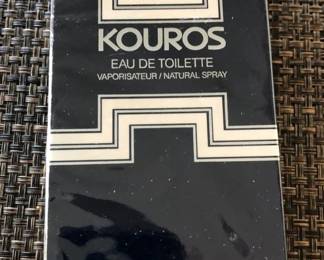 KOUROS
EAU DE TOILETTE
VAPORISATEUR / NATURAL SPRAY